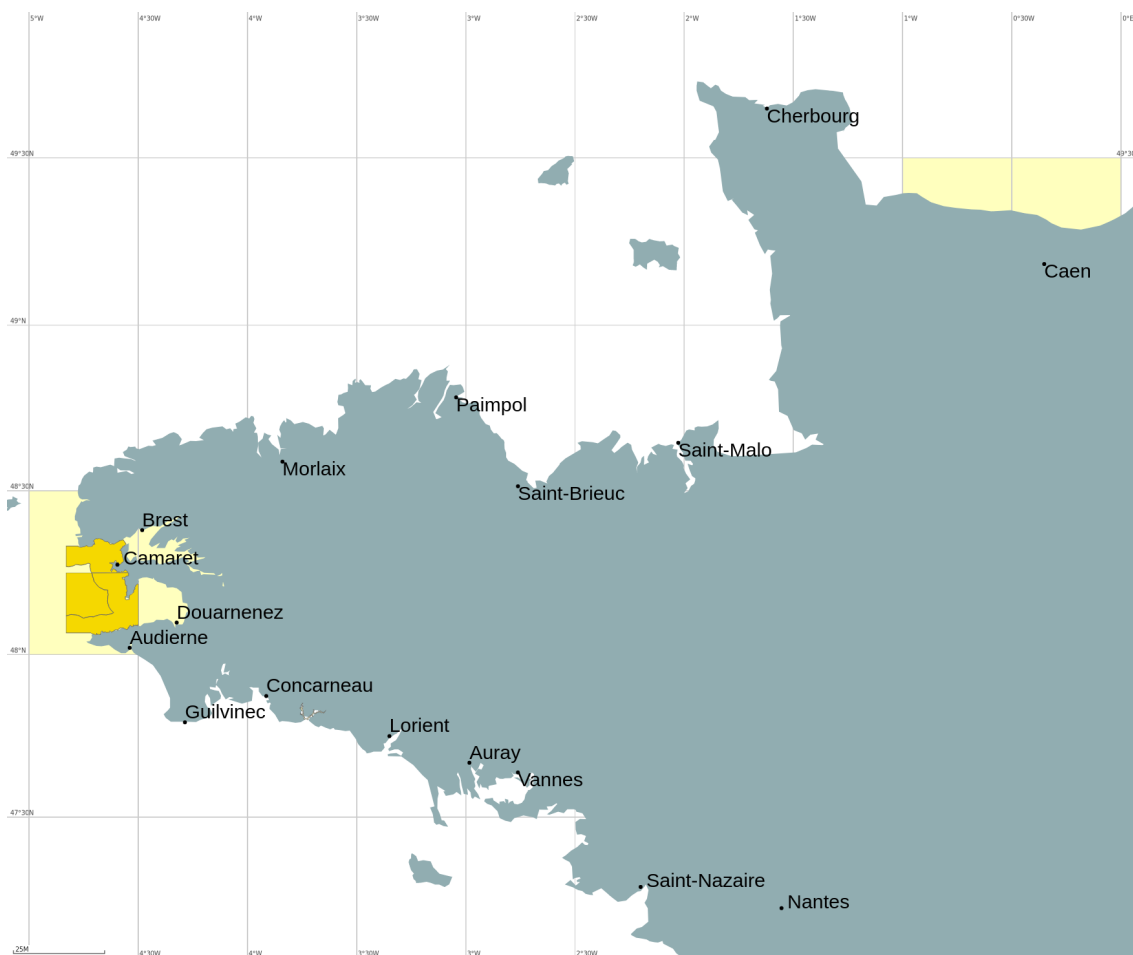 5°W
4°30W
4°W
3°30W
3°W
2°30W
2°W
1°30W
1°W
0°30W
0°E
Cherbourg
49°30N
49°30
Caen
49°N
Paimpol
Saint-Malo
Morlaix
48°30N
Saint-Brieuc
Brest
Camaret
Douarnenez
Audierne
48°N
Concarneau
Guilvinec
Lorient
Auray
Vannes
47°30N
Saint-Nazaire
Nantes
25M
4°30W
4°W
3°30W
3°W
2°30W